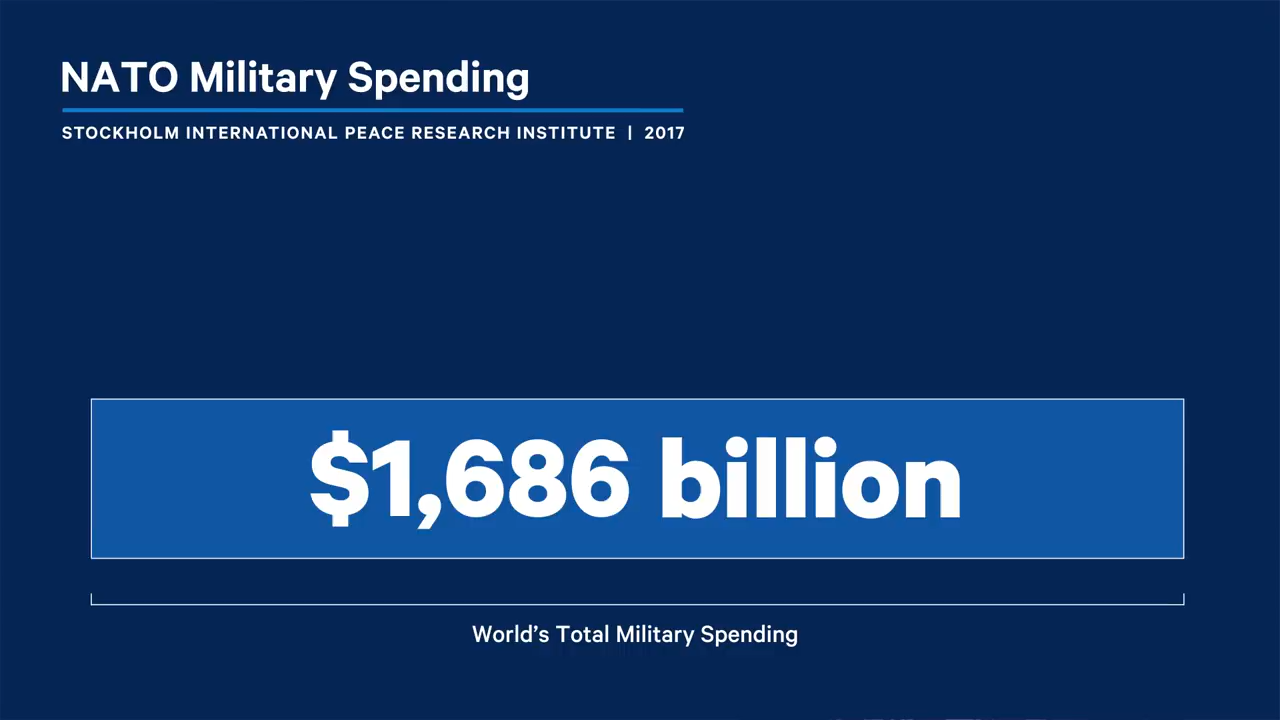 NATO Military Spending
STOCKHOLM INTERNATIONAL PEACE RESEARCH INSTITUTE | 2017
$1,686 billion
World’s Total Military Spending